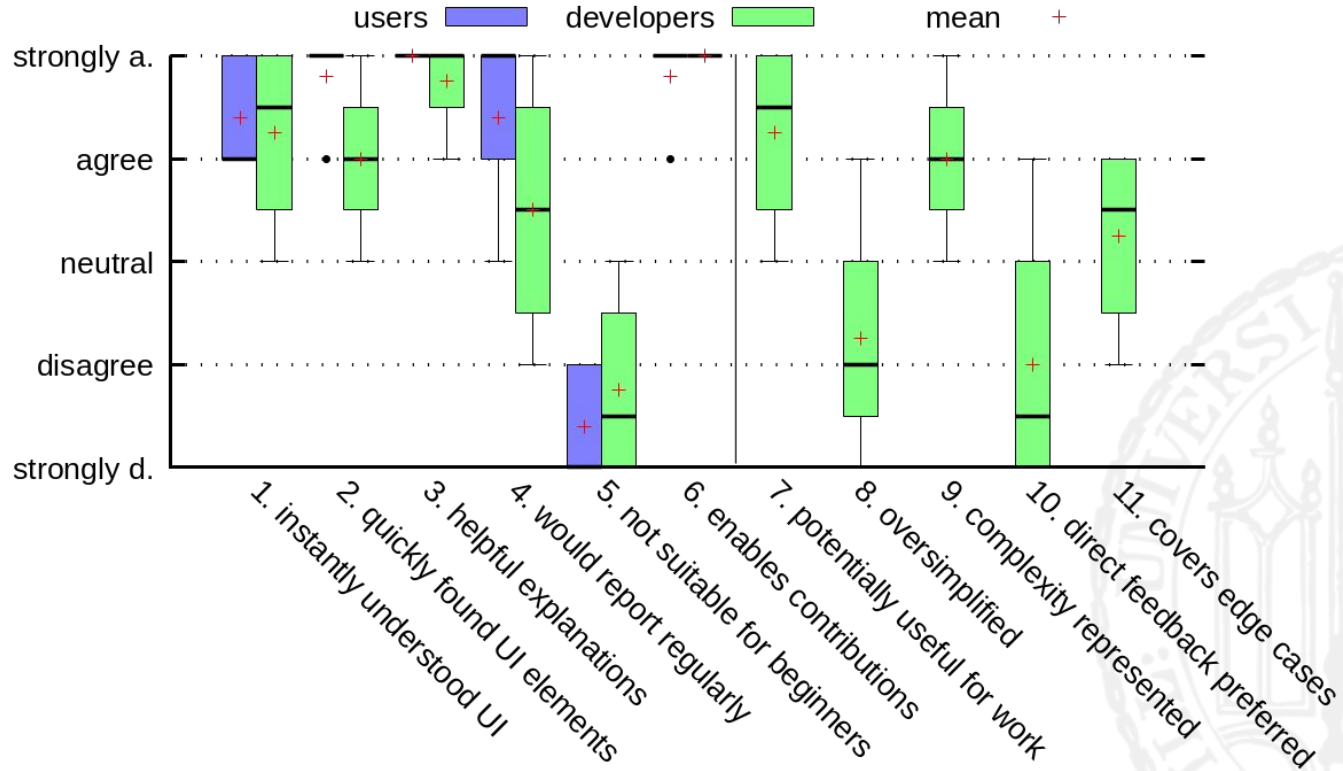 users developers mean
strongly a.
agree
neutral
disagree
strongly d.
1. instantly understood UI
2. quickly found UI elements
3. helpful explanations
4. would report regularly
5. not suitable for beginners
6. enables contributions
7. potentially useful for work
8. oversimplified
9. complexity represented
10. direct feedback preferred
11. covers edge cases
UNIVERSI